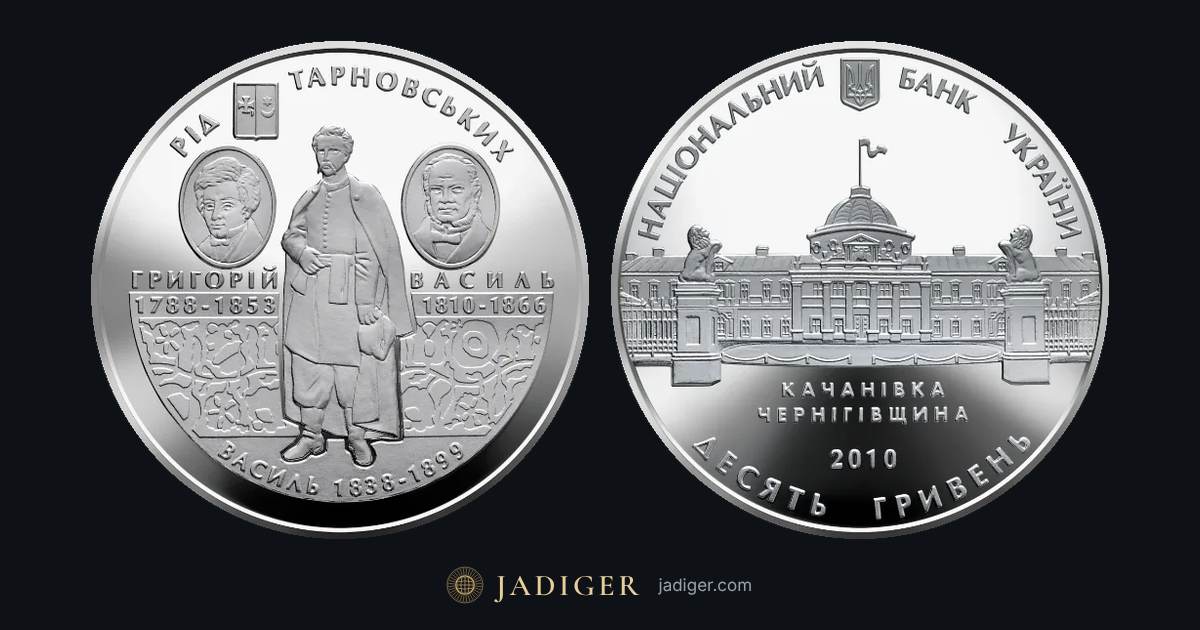 РІД ТАРНОВСЬКИХ
ГРИГОРІЙ
1788-1853
ВАСИЛЬ
1810-1866
ВАСИЛЬ 1838-1899
НАЦІОНАЛЬНИЙ БАНК УКРАЇНИ
КАЧАНІВКА
ЧЕРНІГІВЩИНА
2010
ДЕСЯТЬ ГРИВЕНЬ
JADIGER
jadiger.com